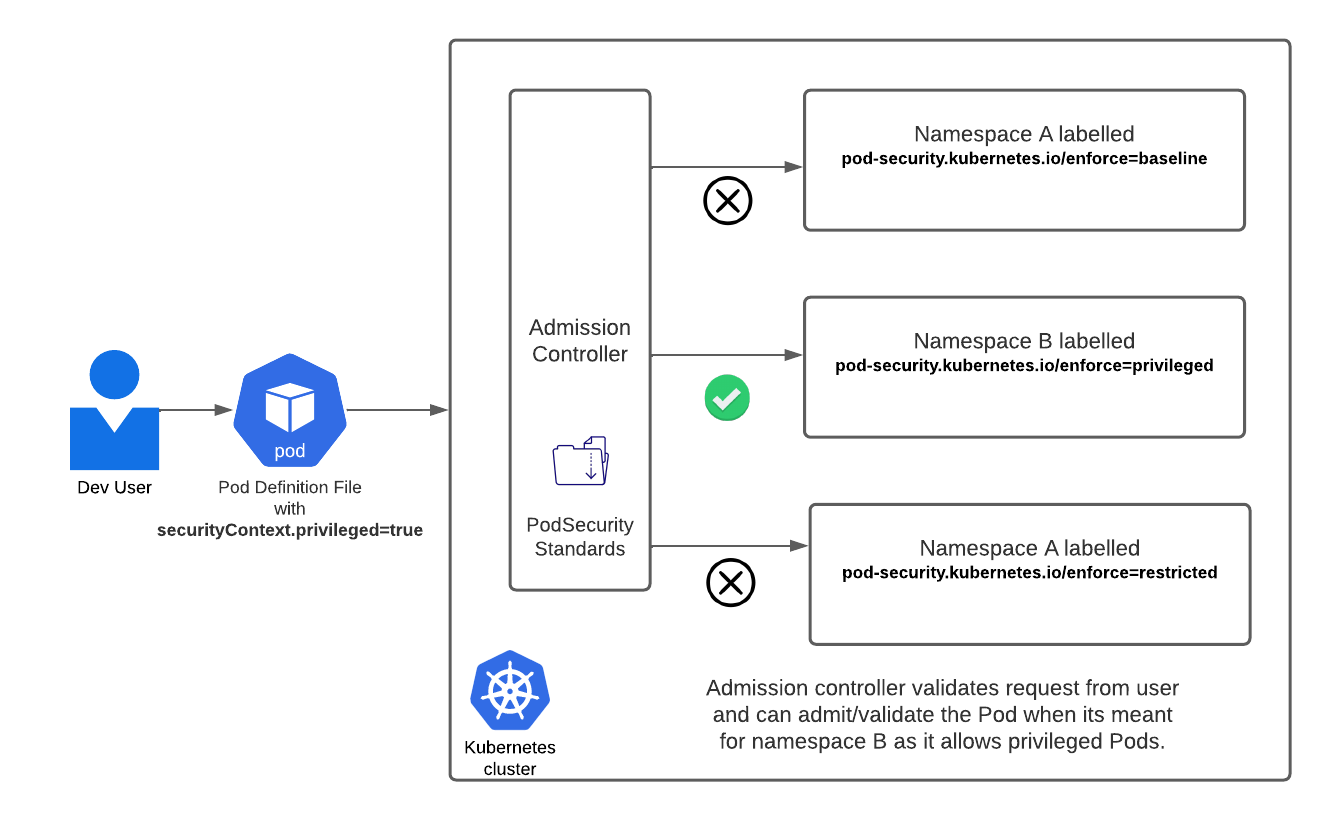 Dev User
pod
Pod Definition File
with
securityContext.privileged=true
Admission
Controller
PodSecurity
Standards
Namespace A labelled
pod-security.kubernetes.io/enforce=baseline
Namespace B labelled
pod-security.kubernetes.io/enforce=privileged
Namespace A labelled
pod-security.kubernetes.io/enforce=restricted
Kubernetes
cluster
Admission controller validates request from user
and can admit/validate the Pod when its meant
for namespace B as it allows privileged Pods.